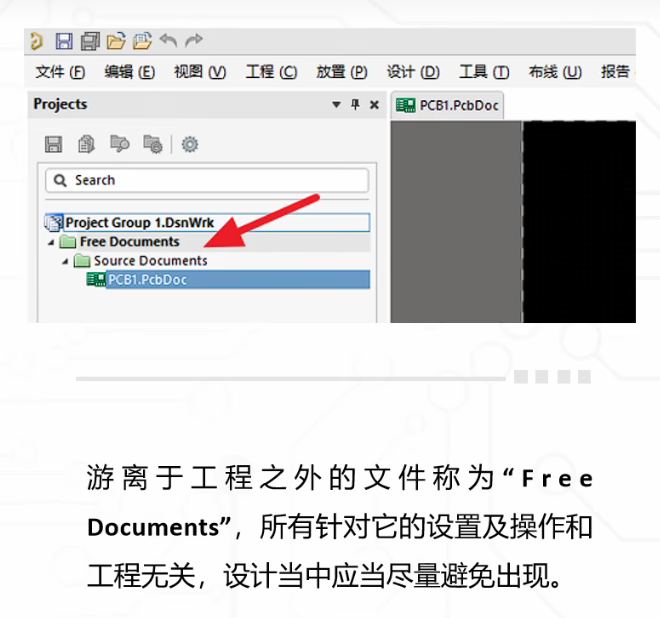 文件 (F) 编辑 (E) 视图 (V) 工程 (C) 放置 (P) 设计 (D) 工具 (T) 布线 (U) 报告
Projects
PCB1.PcbDoc
Search
Project Group 1.DsnWrk
Free Documents
Source Documents
PCB1.PcbDoc
游离于工程之外的文件称为“Free
Documents”，所有针对它的设置及操作和
工程无关，设计当中应当尽量避免出现。